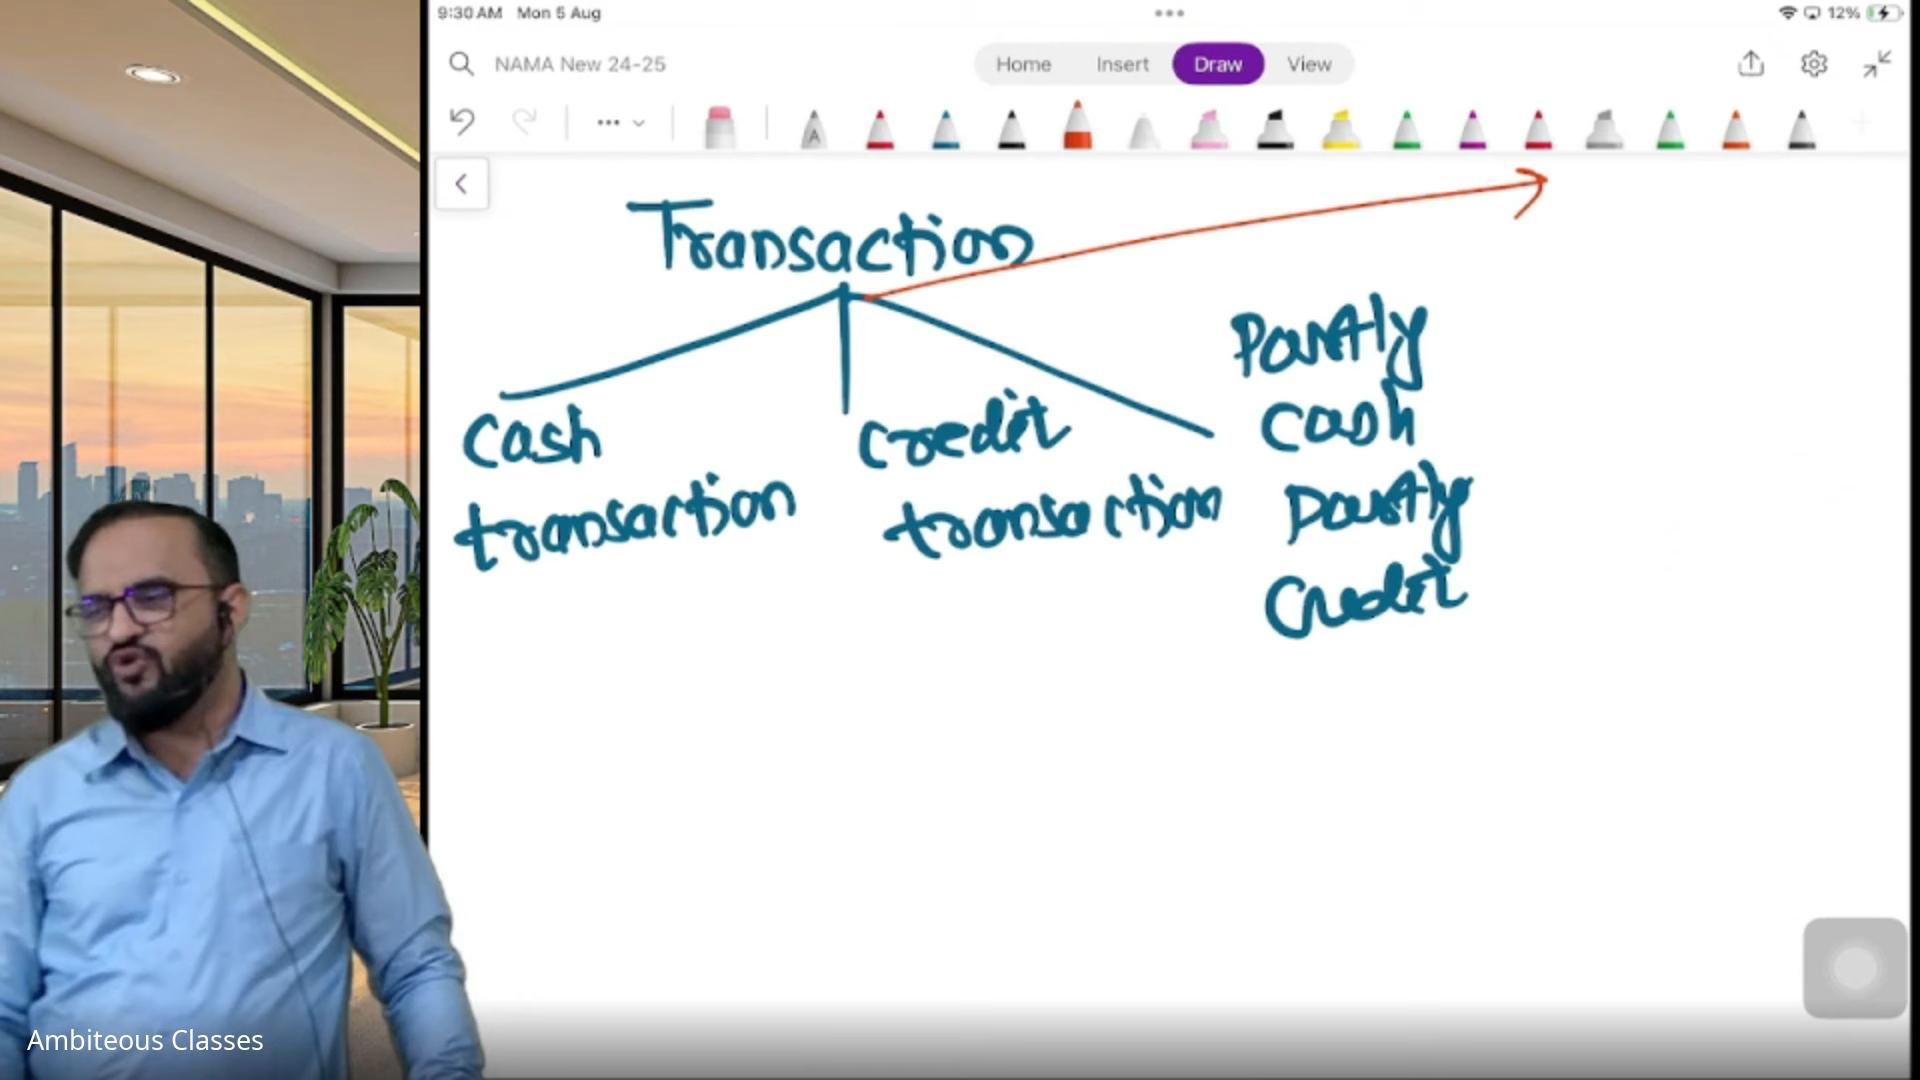 9:30 AM Mon 5 Aug
12%
NAMA New 24-25
Home Insert Draw View
A
Transaction
Cash
transaction
Credit
transaction
Partly
Cash
Partly
Credit
Ambiteous Classes